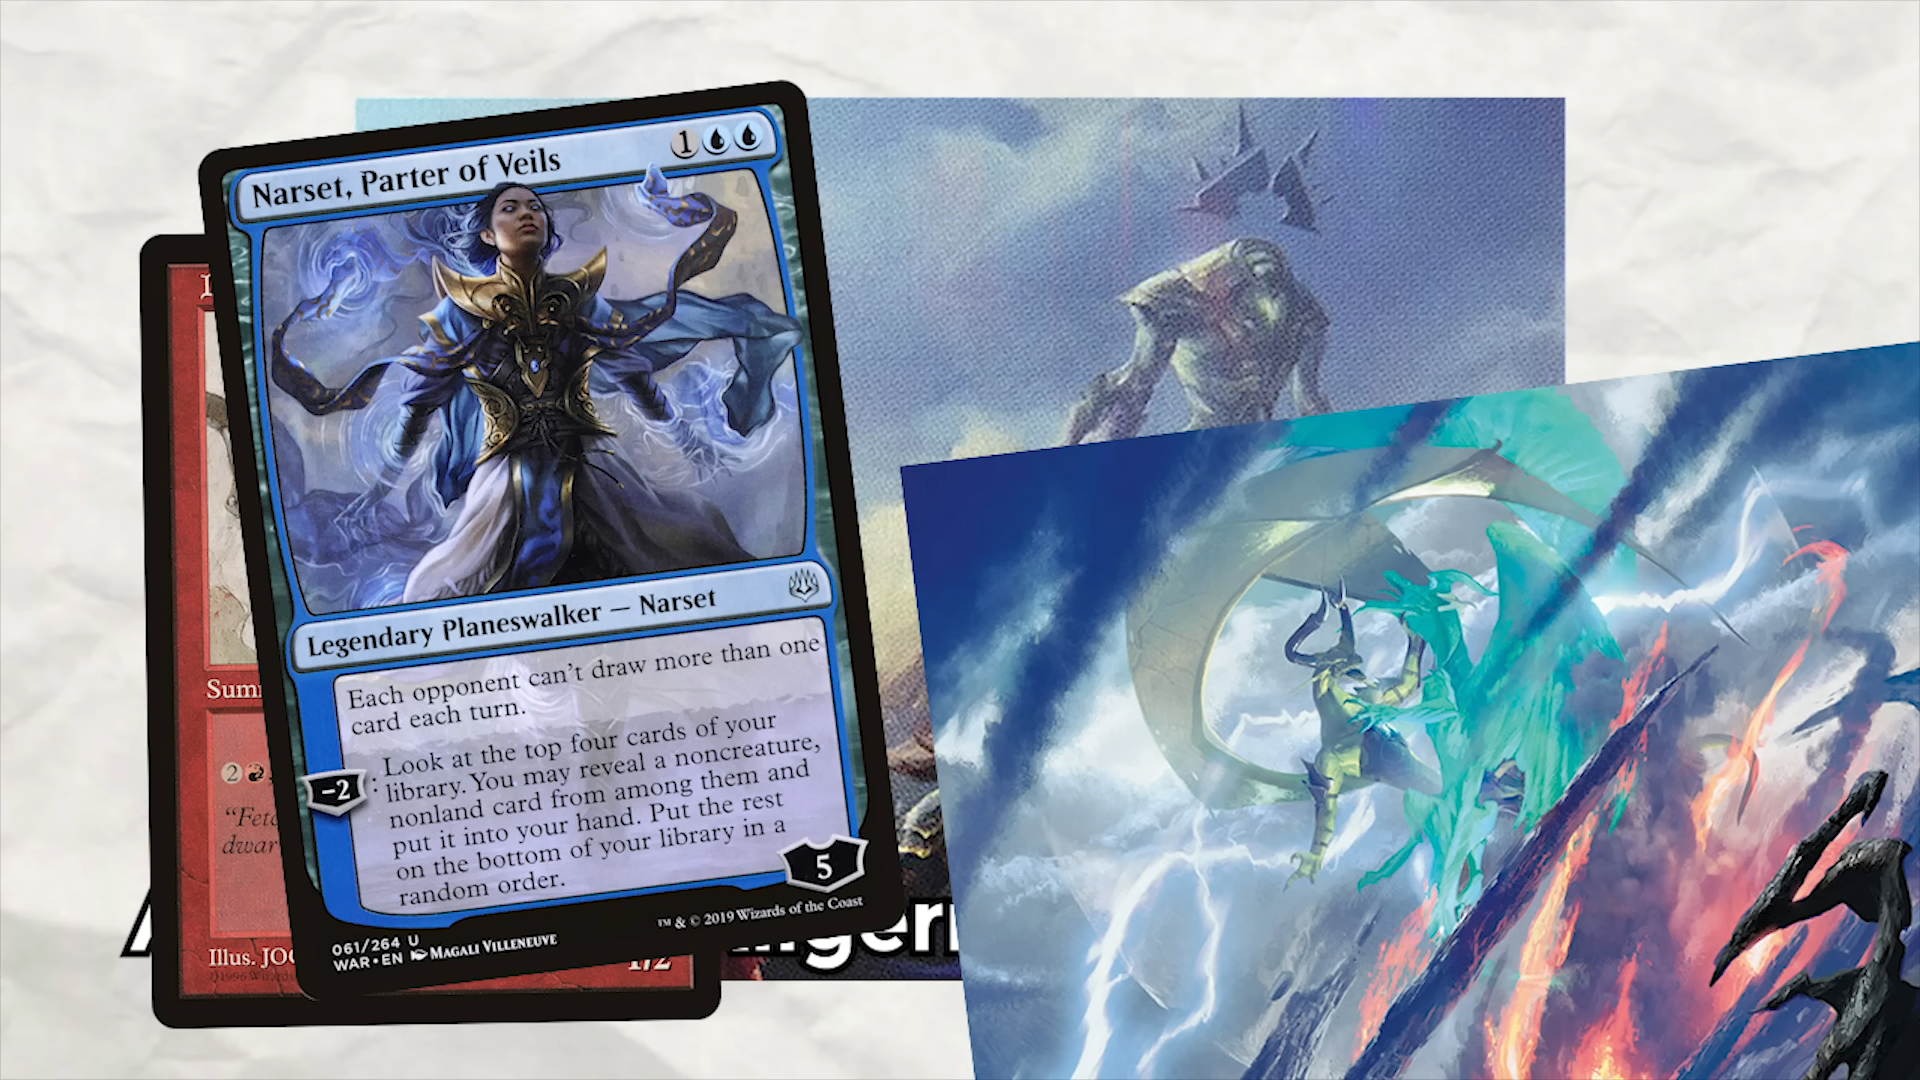 Narset, Parter of Veils 1
Legendary Planeswalker — Narset
Each opponent can't draw more than one
card each turn.
−2: Look at the top four cards of your
library. You may reveal a noncreature,
nonland card from among them and
put it into your hand. Put the rest
on the bottom of your library in a
random order.
5
061/264 U
WAR • EN MAGALI VILLENEUVE
™ & © 2019 Wizards of the Coast
2
dwar
Illus. JO
1/2